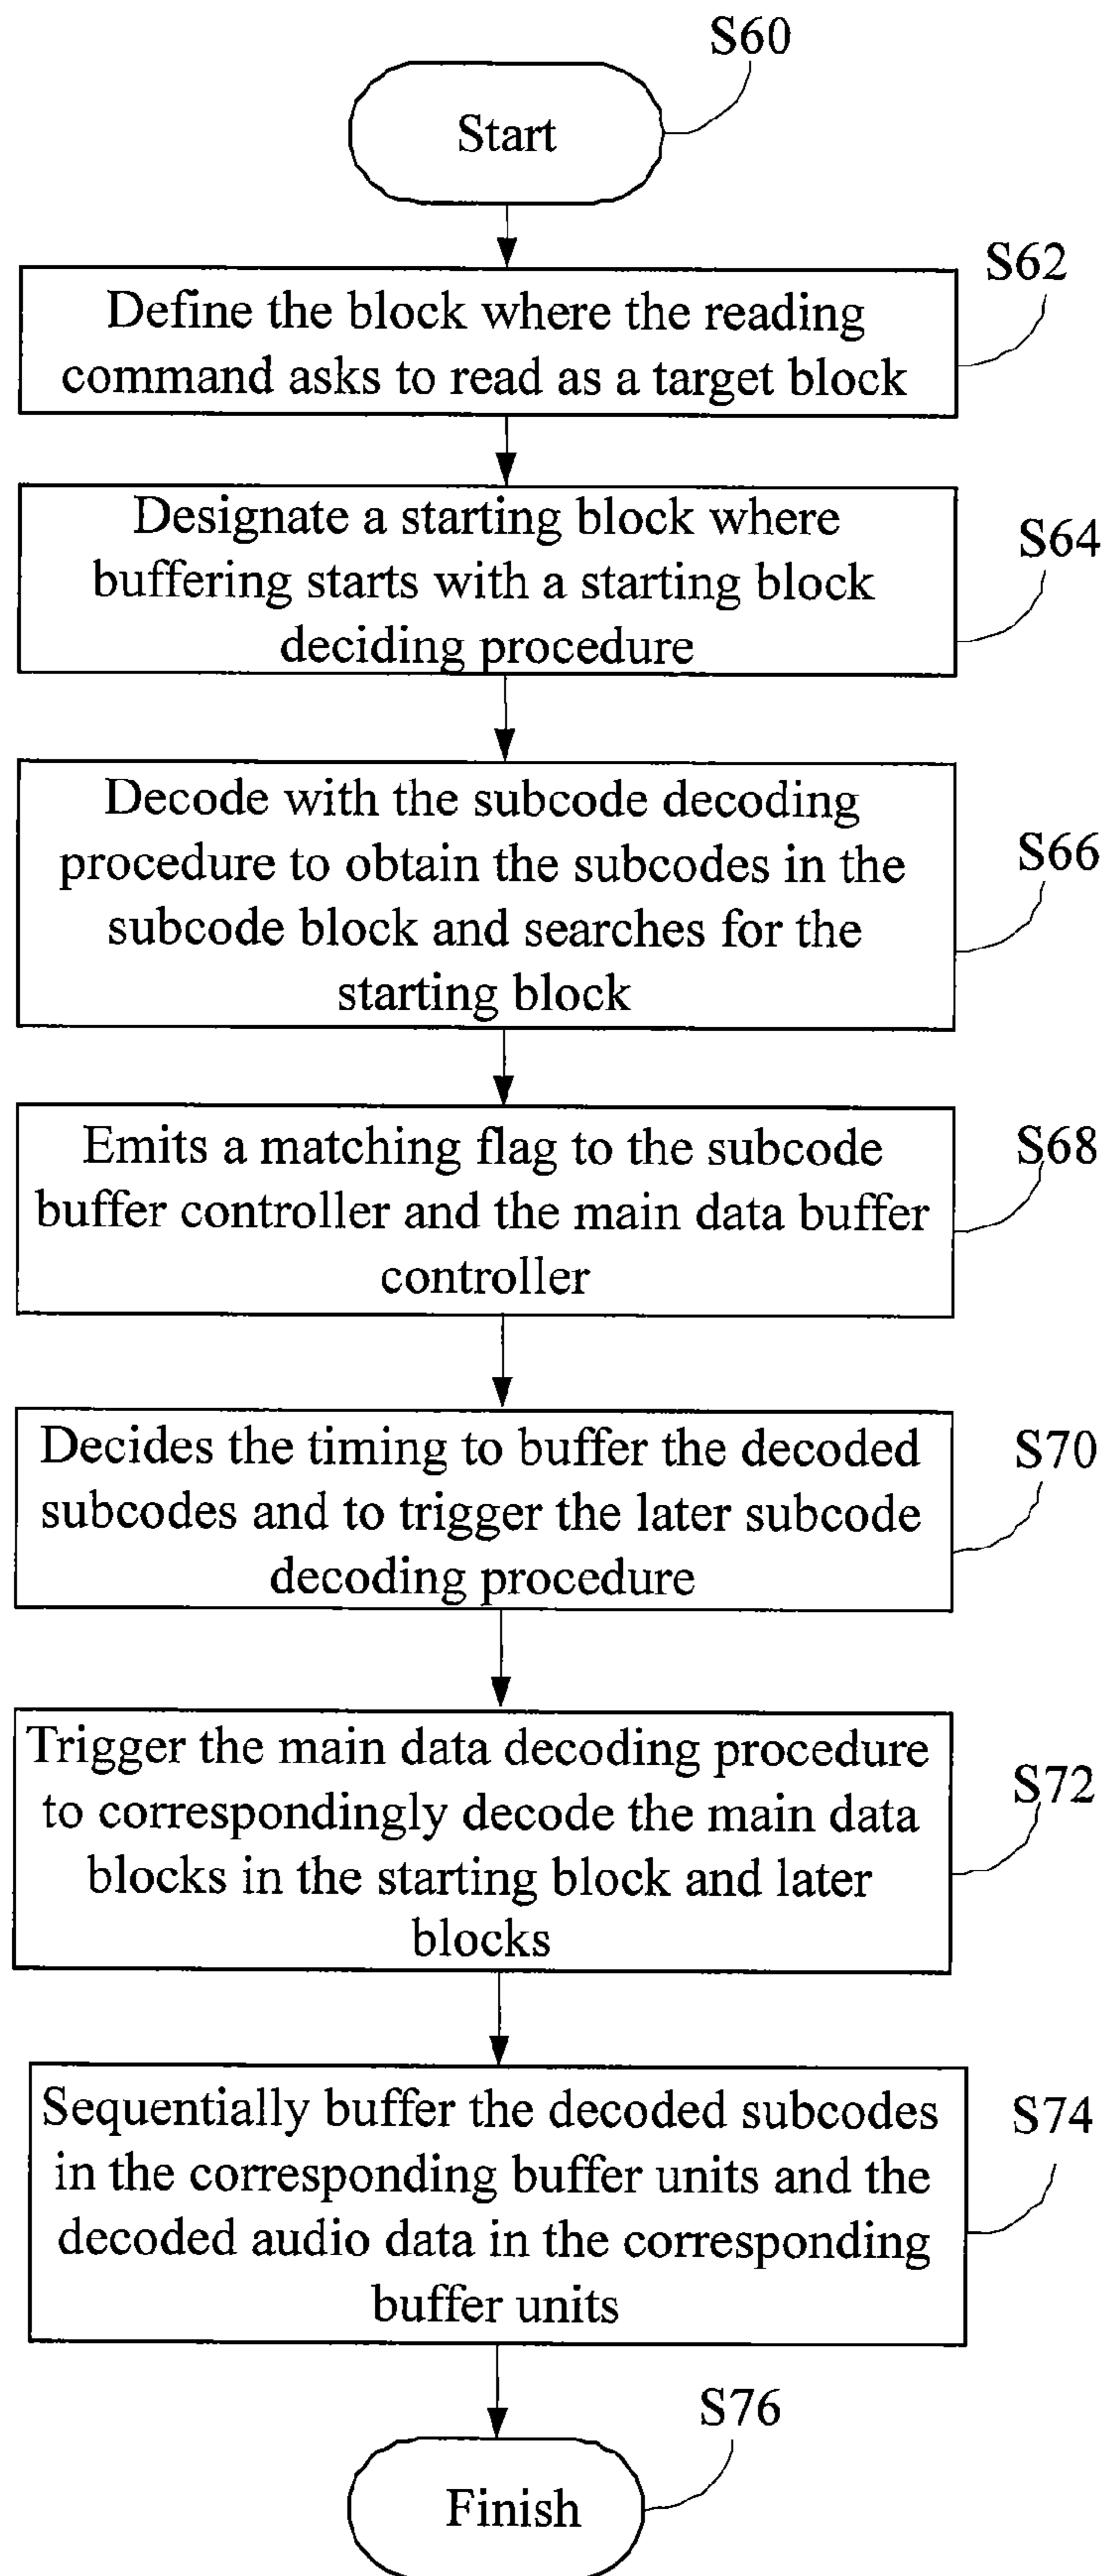 S60
Start
S62
Define the block where the reading
command asks to read as a target block
Designate a starting block where
S64
buffering starts with a starting block
deciding procedure
Decode with the subcode decoding
S66
procedure to obtain the subcodes in the
subcode block and searches for the
starting block
Emits a matching flag to the subcode
S68
buffer controller and the main data buffer
controller
Decides the timing to buffer the decoded
S70
subcodes and to trigger the later subcode
decoding procedure
Trigger the main data decoding procedure
S72
to correspondingly decode the main data
blocks in the starting block and later
blocks
Sequentially buffer the decoded subcodes
S74
in the corresponding buffer units and the
decoded audio data in the corresponding
buffer units
S76
Finish